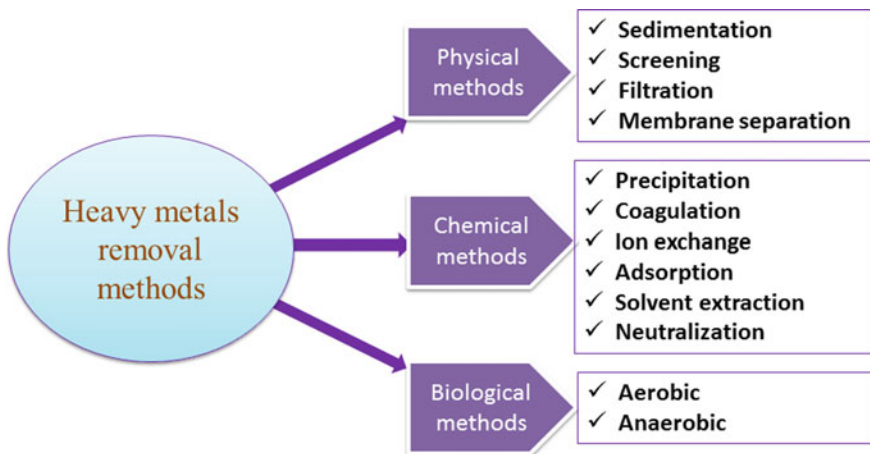 Heavy metals
removal
methods
Physical
methods
✓ Sedimentation
✓ Screening
✓ Filtration
✓ Membrane separation
Chemical
methods
✓ Precipitation
✓ Coagulation
✓ Ion exchange
✓ Adsorption
✓ Solvent extraction
✓ Neutralization
Biological
methods
✓ Aerobic
✓ Anaerobic